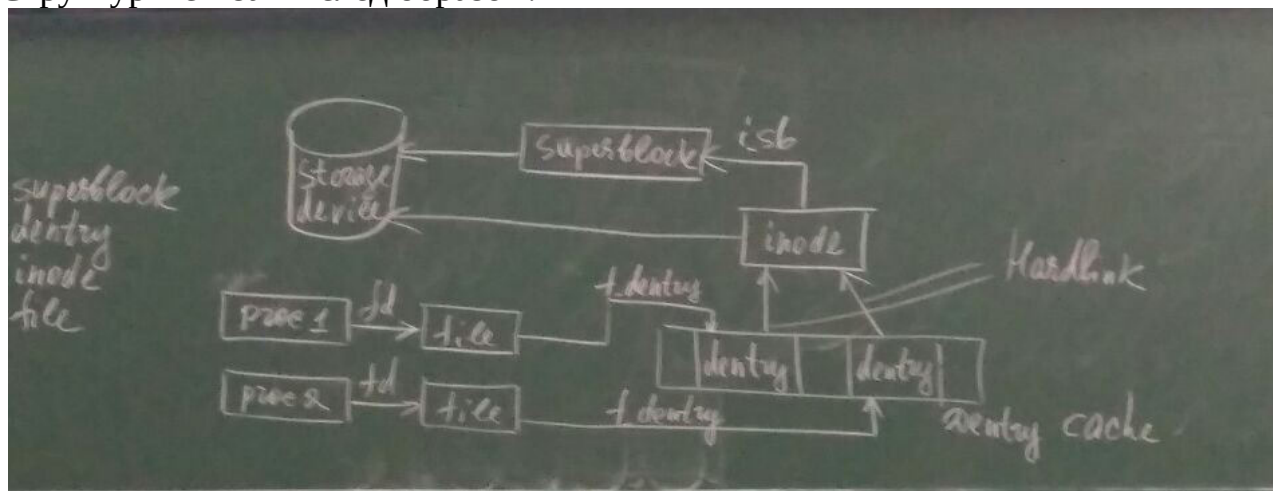 superblock
dentry
inode
file
storage
device
superblock
i_sb
inode
Hardlink
proc 1
fd
file
f_dentry
proc 2
fd
file
f_dentry
dentry
dentry
dentry cache